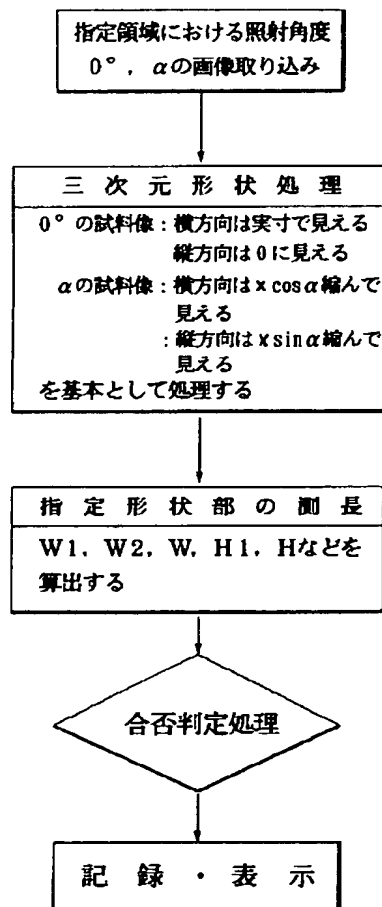 指定領域における照射角度
0°，αの画像取り込み
三次元形状処理
0°の試料像：横方向は実寸で見える
縦方向は0に見える
αの試料像：横方向は×cosα縮んで
見える
：縦方向は×sinα縮んで
見える
を基本として処理する
指定形状部の測長
W1，W2，W，H1，Hなどを
算出する
合否判定処理
記録・表示